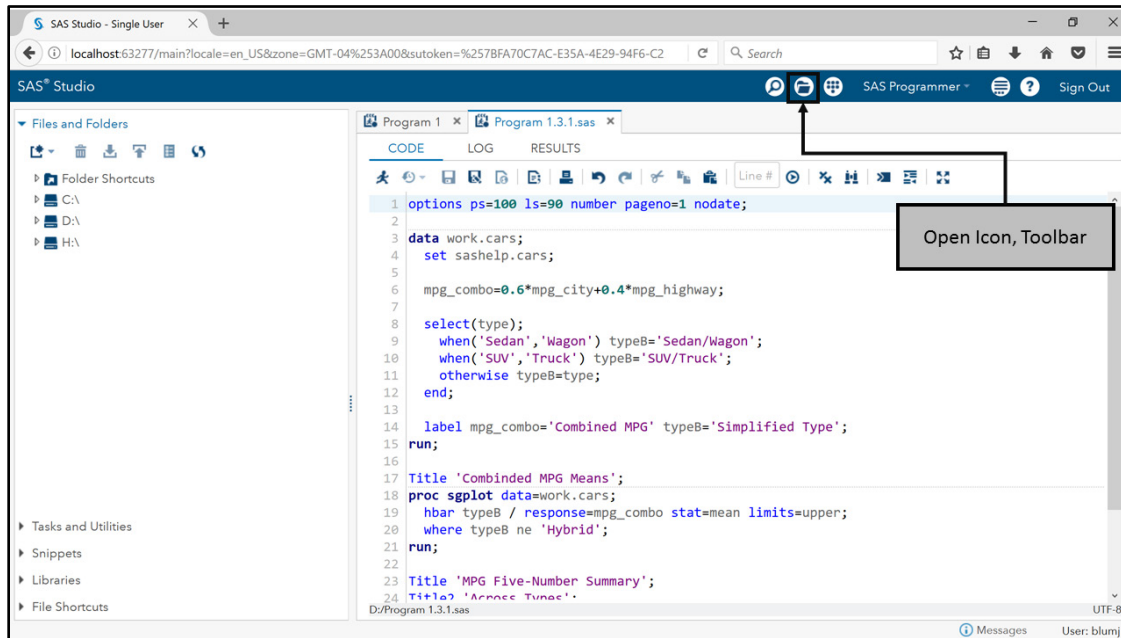 SAS Studio - Single User
localhost:63277/main?locale=en_US&zone=GMT-04%253A00&sutoken=%257BFA70C7AC-E35A-4E29-94F6-C2
Search
SAS® Studio
SAS Programmer
Sign Out
Files and Folders
Folder Shortcuts
C:\
D:\
H:\
Tasks and Utilities
Snippets
Libraries
File Shortcuts
Program 1
Program 1.3.1.sas
CODE LOG RESULTS
Line #
Open Icon, Toolbar
1 options ps=100 ls=90 number pageno=1 nodate;
2
3 data work.cars;
4 set sashelp.cars;
5
6 mpg_combo=0.6*mpg_city+0.4*mpg_highway;
7
8 select(type);
9 when('Sedan','Wagon') typeB='Sedan/Wagon';
10 when('SUV','Truck') typeB='SUV/Truck';
11 otherwise typeB=type;
12 end;
13
14 label mpg_combo='Combined MPG' typeB='Simplified Type';
15 run;
16
17 Title 'Combinded MPG Means';
18 proc sgplot data=work.cars;
19 hbar typeB / response=mpg_combo stat=mean limits=upper;
20 where typeB ne 'Hybrid';
21 run;
22
23 Title 'MPG Five-Number Summary';
24 Title2 'Across Types';
D:/Program 1.3.1.sas
UTF-8
Messages
User: blumj